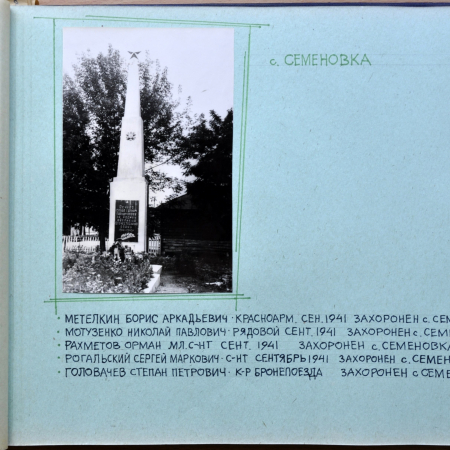 с. СЕМЕНОВКА
· МЕТЕЛКИН БОРИС АРКАДЬЕВИЧ · КРАСНОАРМ. СЕН. 1941 ЗАХОРОНЕН с. СЕМ
· МОТУЗЕНКО НИКОЛАЙ ПАВЛОВИЧ · РЯДОВОЙ СЕНТ. 1941 ЗАХОРОНЕН с. СЕМЕ
· РАХМЕТОВ ОРМАН МЛ. С-НТ СЕНТ. 1941 ЗАХОРОНЕН с. СЕМЕНОВКА
· РОГАЛЬСКИЙ СЕРГЕЙ МАРКОВИЧ · С-НТ СЕНТЯБРЬ 1941 ЗАХОРОНЕН с. СЕМЕН
· ГОЛОВАЧЕВ СТЕПАН ПЕТРОВИЧ · К-Р БРОНЕПОЕЗДА ЗАХОРОНЕН с СЕМЕ